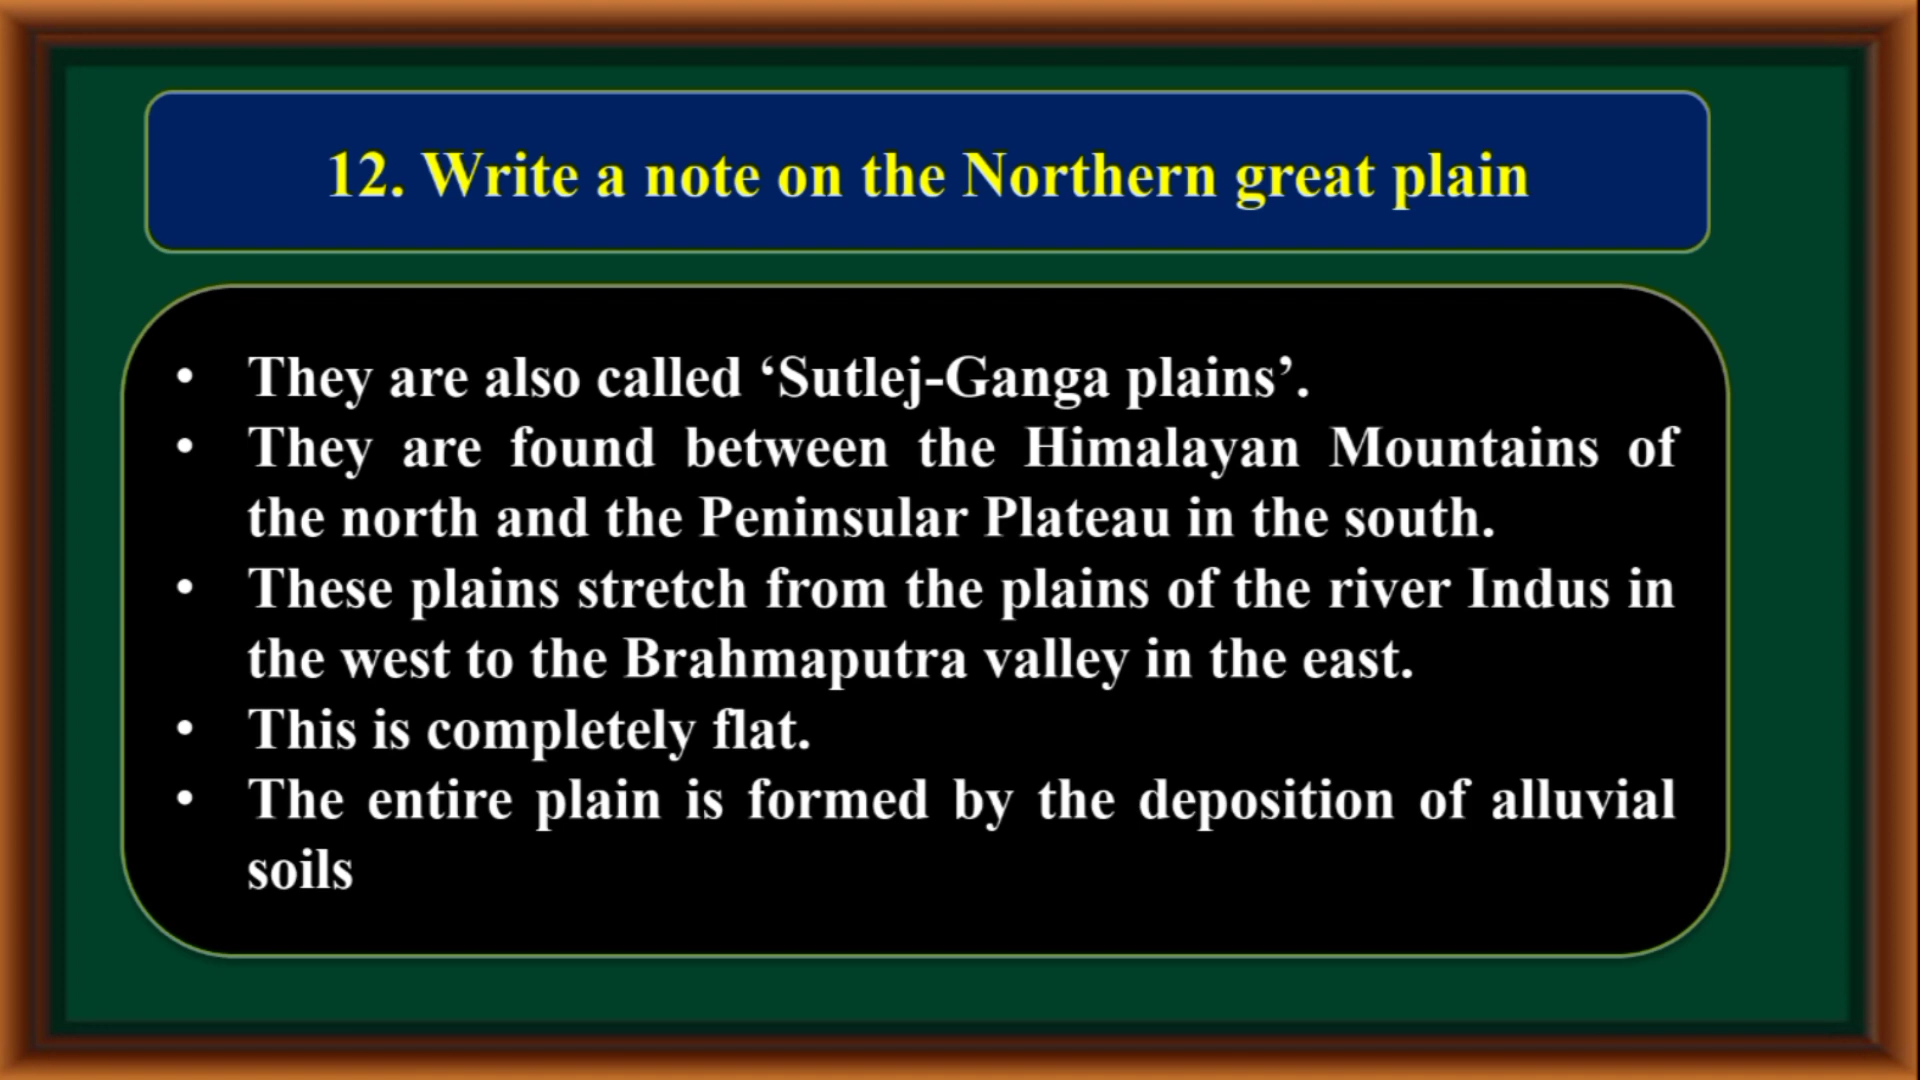 12. Write a note on the Northern great plain
• They are also called ‘Sutlej-Ganga plains’.
• They are found between the Himalayan Mountains of
the north and the Peninsular Plateau in the south.
• These plains stretch from the plains of the river Indus in
the west to the Brahmaputra valley in the east.
• This is completely flat.
• The entire plain is formed by the deposition of alluvial
soils